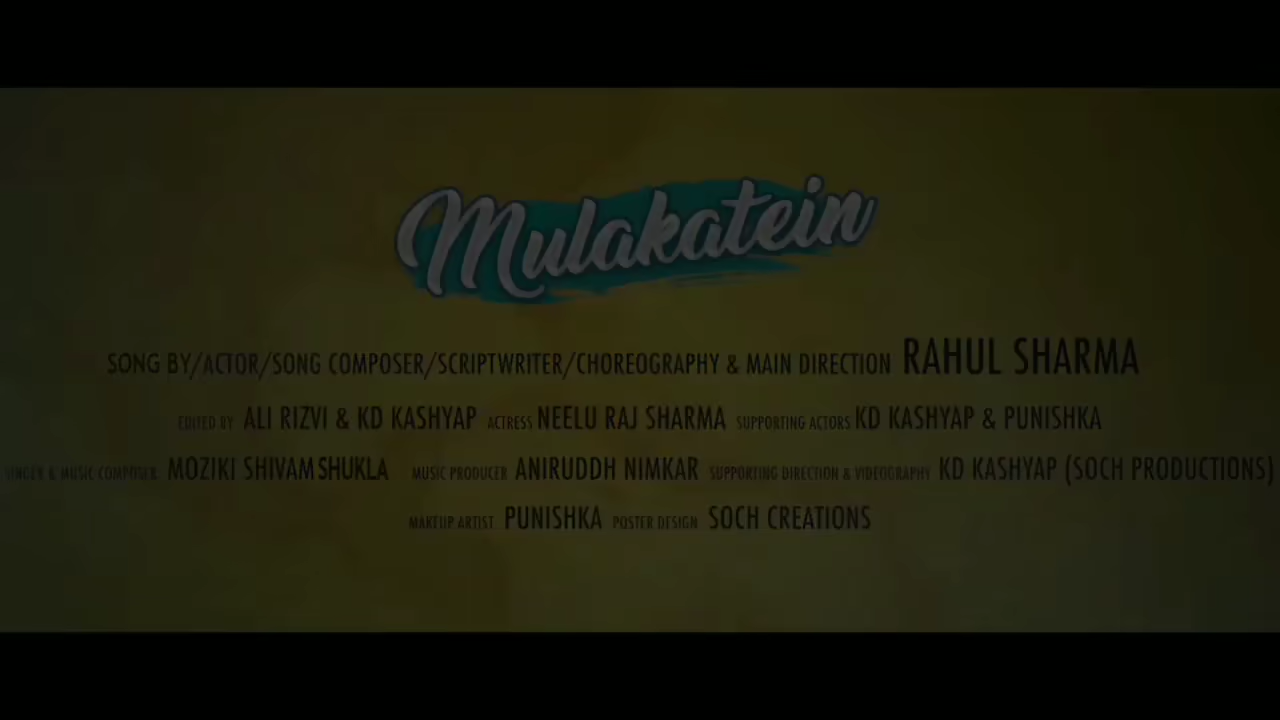 Mulakatein
SONG BY/ACTOR/SONG COMPOSER/SCRIPTWRITER/CHOREOGRAPHY & MAIN DIRECTION RAHUL SHARMA
EDITED BY ALI RIZVI & KD KASHYAP ACTRESS NEELU RAJ SHARMA SUPPORTING ACTORS KD KASHYAP & PUNISHKA
SINGER & MUSIC COMPOSER MOZIKI SHIVAM SHUKLA MUSIC PRODUCER ANIRUDDH NIMKAR SUPPORTING DIRECTION & VIDEOGRAPHY KD KASHYAP (SOCH PRODUCTIONS)
MAKEUP ARTIST PUNISHKA POSTER DESIGN SOCH CREATIONS